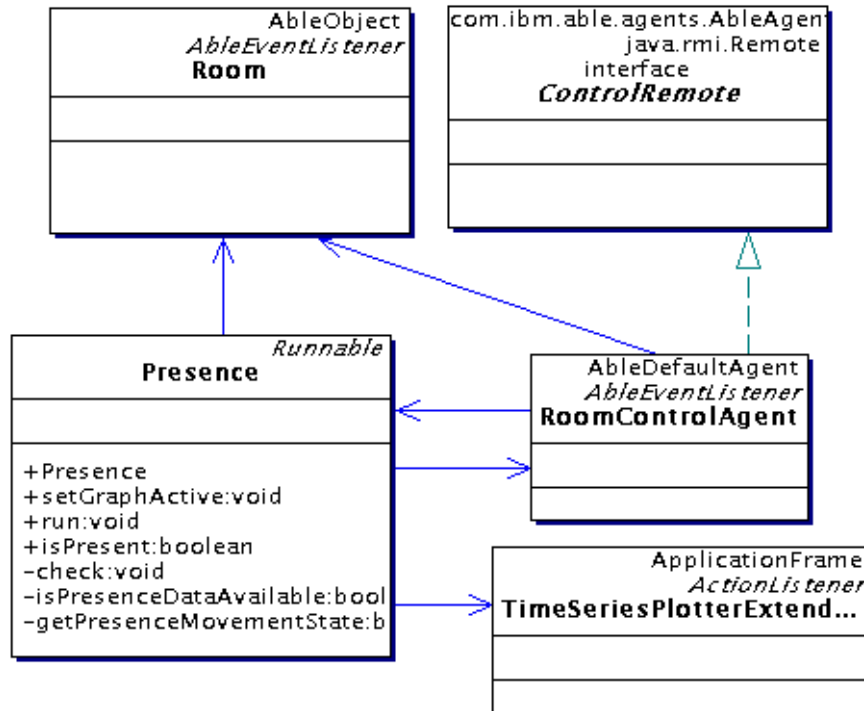 AbleObject
AbleEventListener
Room
com.ibm.able.agents.AbleAgent
java.rmi.Remote
interface
ControlRemote
Runnable
Presence
+Presence
+setGraphActive:void
+run:void
+isPresent:boolean
-check:void
-isPresenceDataAvailable:bool
-getPresenceMovementState:b
AbleDefaultAgent
AbleEventListener
RoomControlAgent
ApplicationFrame
ActionListener
TimeSeriesPlotterExtend...